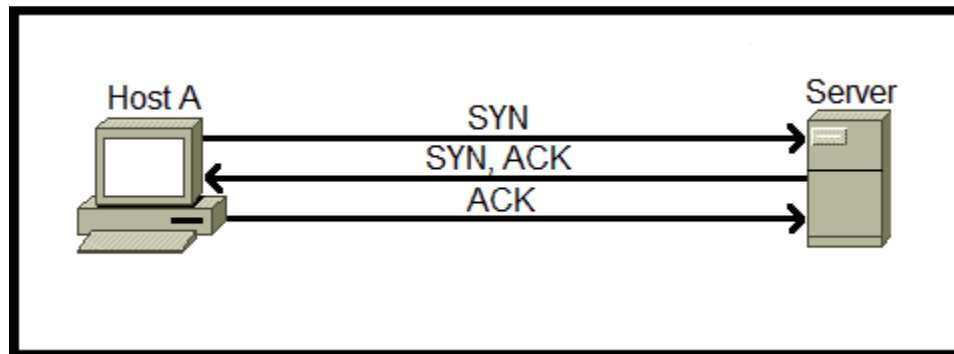 Host A
Server
SYN
SYN, ACK
ACK